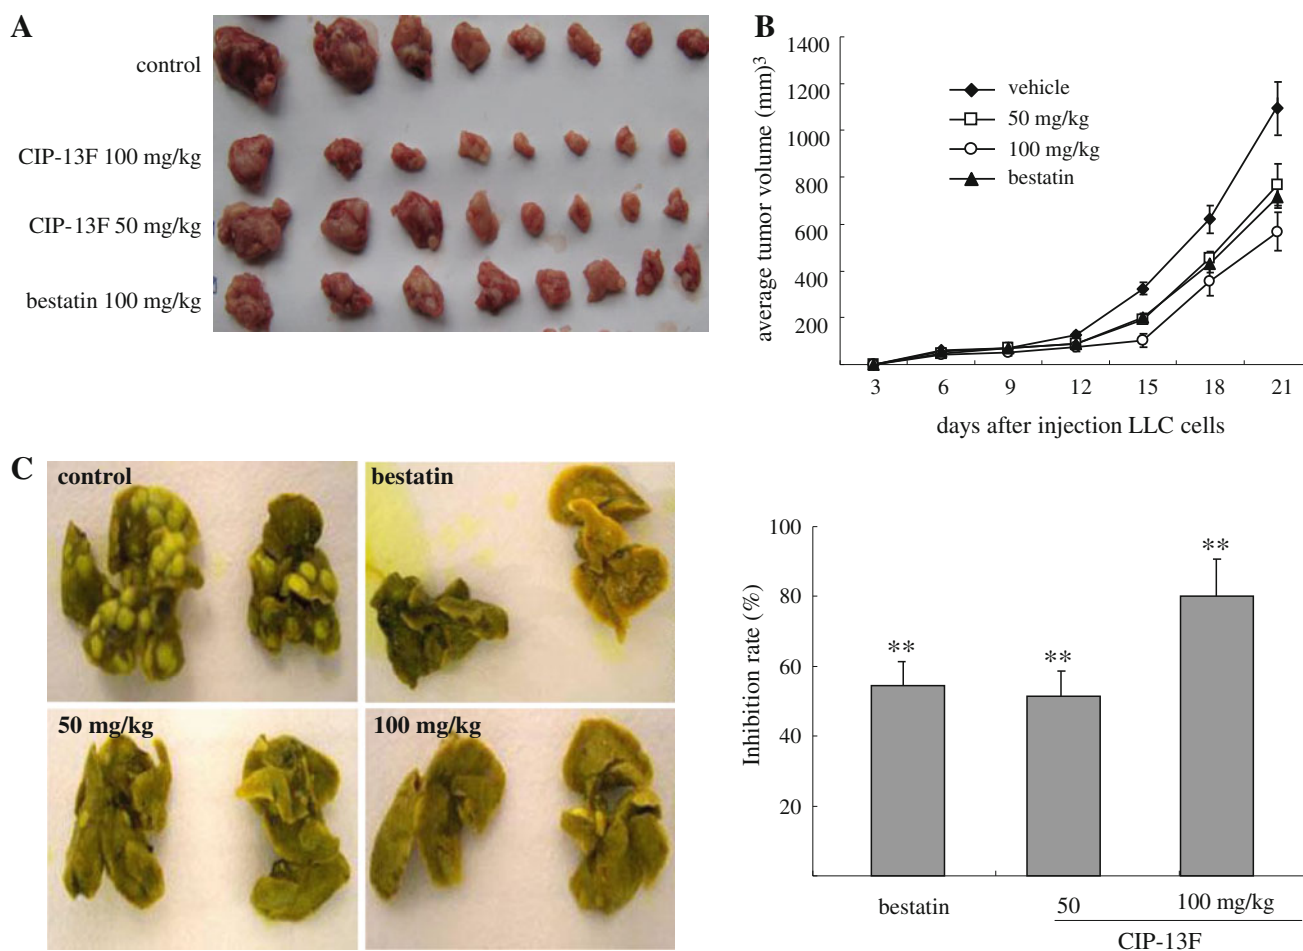 A
control
CIP-13F 100 mg/kg
CIP-13F 50 mg/kg
bestatin 100 mg/kg
B
average tumor volume (mm)³
1400
1200
1000
800
600
400
200
vehicle
50 mg/kg
100 mg/kg
bestatin
3 6 9 12 15 18 21
days after injection LLC cells
C
control
bestatin
50 mg/kg
100 mg/kg
Inhibition rate (%)
100
80
60
40
20
**
**
**
bestatin 50 100 mg/kg
CIP-13F